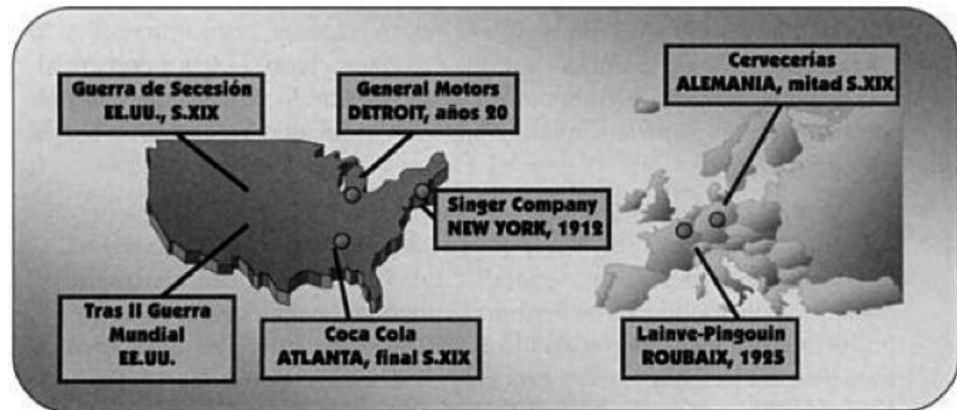 Guerra de Secesión
EE.UU., S.XIX
General Motors
DETROIT, años 20
Cervecerías
ALEMANIA, mitad S.XIX
Singer Company
NEW YORK, 1912
Tras II Guerra
Mundial
EE.UU.
Coca Cola
ATLANTA, final S.XIX
Lainve-Pingouin
ROUBAIX, 1925